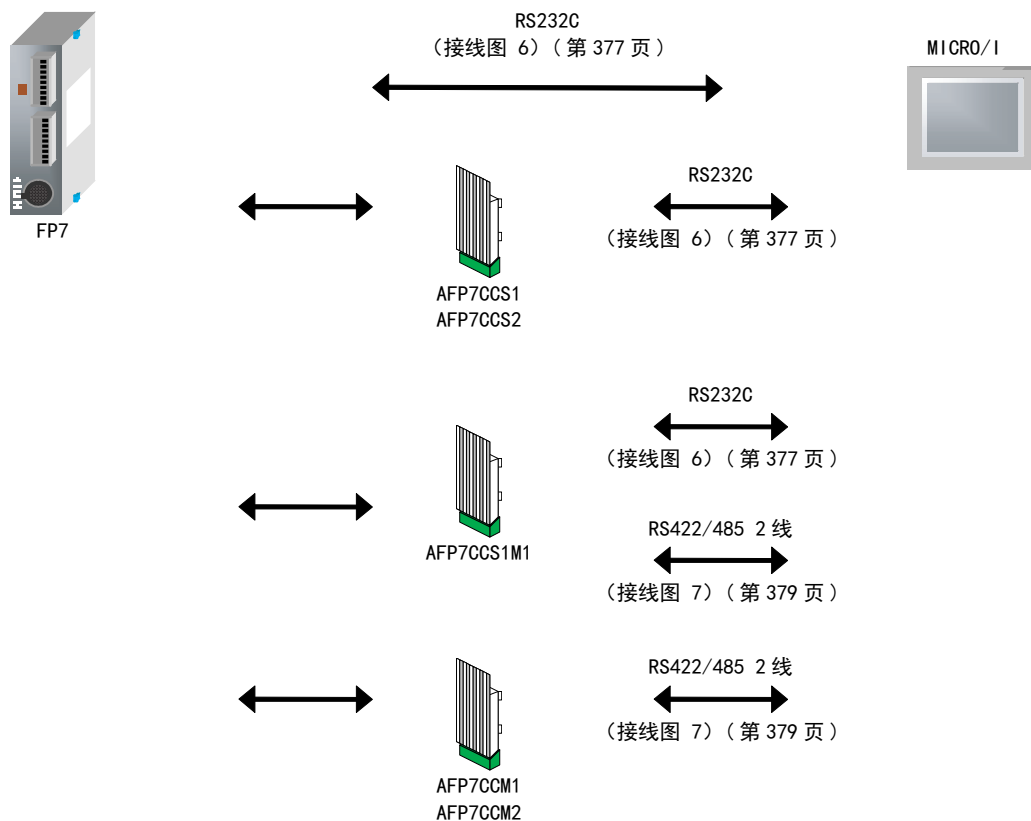 RS232C
（接线图 6）(第 377 页)
MICRO/I
FP7
RS232C
（接线图 6）(第 377 页)
AFP7CCS1
AFP7CCS2
RS232C
（接线图 6）(第 377 页)
AFP7CCS1M1
RS422/485 2 线
（接线图 7）(第 379 页)
RS422/485 2 线
（接线图 7）(第 379 页)
AFP7CCM1
AFP7CCM2